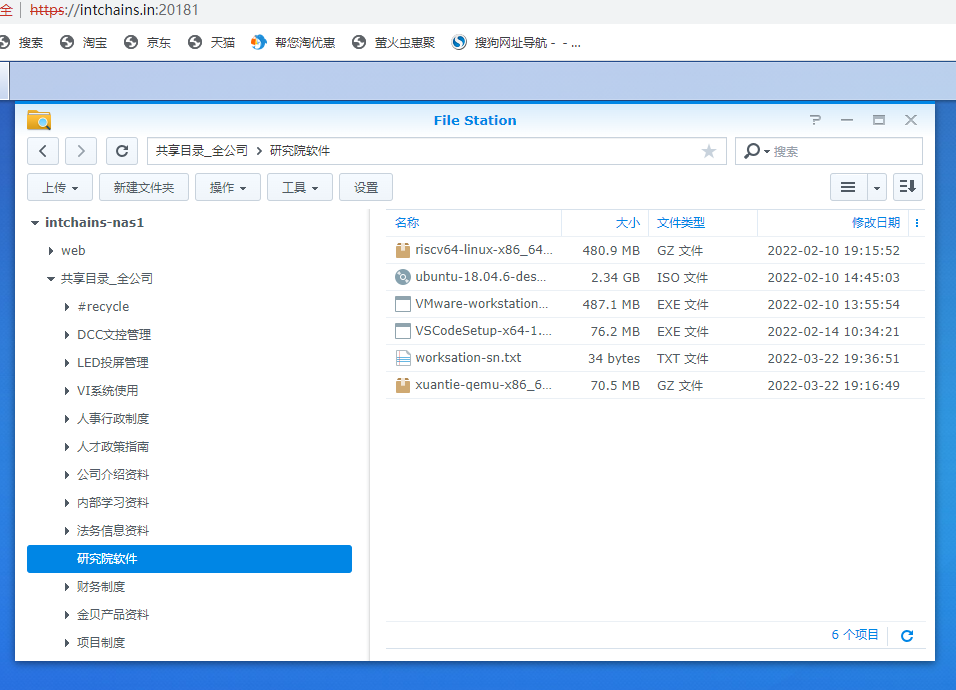 全 https://intchains.in:20181
搜索 淘宝 京东 天猫 帮您淘优惠 萤火虫惠聚 搜狗网址导航 - - ...
File Station
共享目录_全公司 研究院软件 搜索
上传 新建文件夹 操作 工具 设置
intchains-nas1
web
共享目录_全公司
#recycle
DCC文控管理
LED投屏管理
VI系统使用
人事行政制度
人才政策指南
公司介绍资料
内部学习资料
法务信息资料
研究院软件
财务制度
金贝产品资料
项目制度
名称 大小 文件类型 修改日期
riscv64-linux-x86_64... 480.9 MB GZ 文件 2022-02-10 19:15:52
ubuntu-18.04.6-des... 2.34 GB ISO 文件 2022-02-10 14:45:03
VMware-workstation... 487.1 MB EXE 文件 2022-02-10 13:55:54
VSCodeSetup-x64-1.... 76.2 MB EXE 文件 2022-02-14 10:34:21
worksation-sn.txt 34 bytes TXT 文件 2022-03-22 19:36:51
xuantie-qemu-x86_6... 70.5 MB GZ 文件 2022-03-22 19:16:49
6 个项目